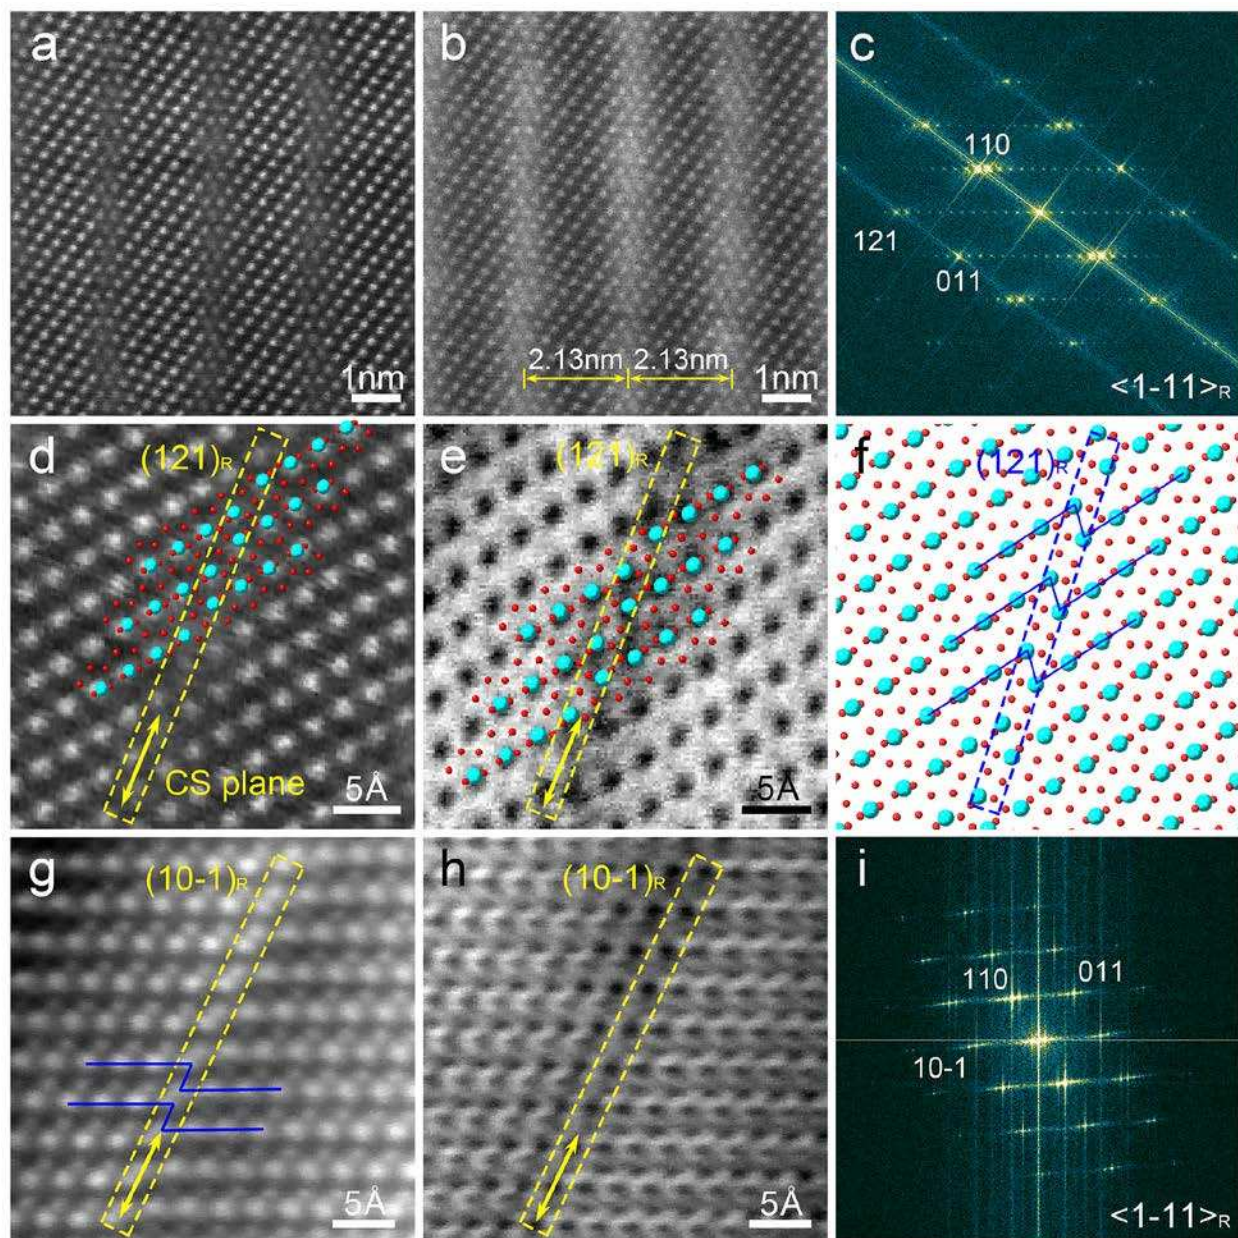 a
1nm
b
2.13nm 2.13nm
1nm
c
110
121
011
<1-11>R
d
(121)R
CS plane
5Å
e
(121)R
5Å
f
(121)R
g
(10-1)R
5Å
h
(10-1)R
5Å
i
110
011
10-1
<1-11>R